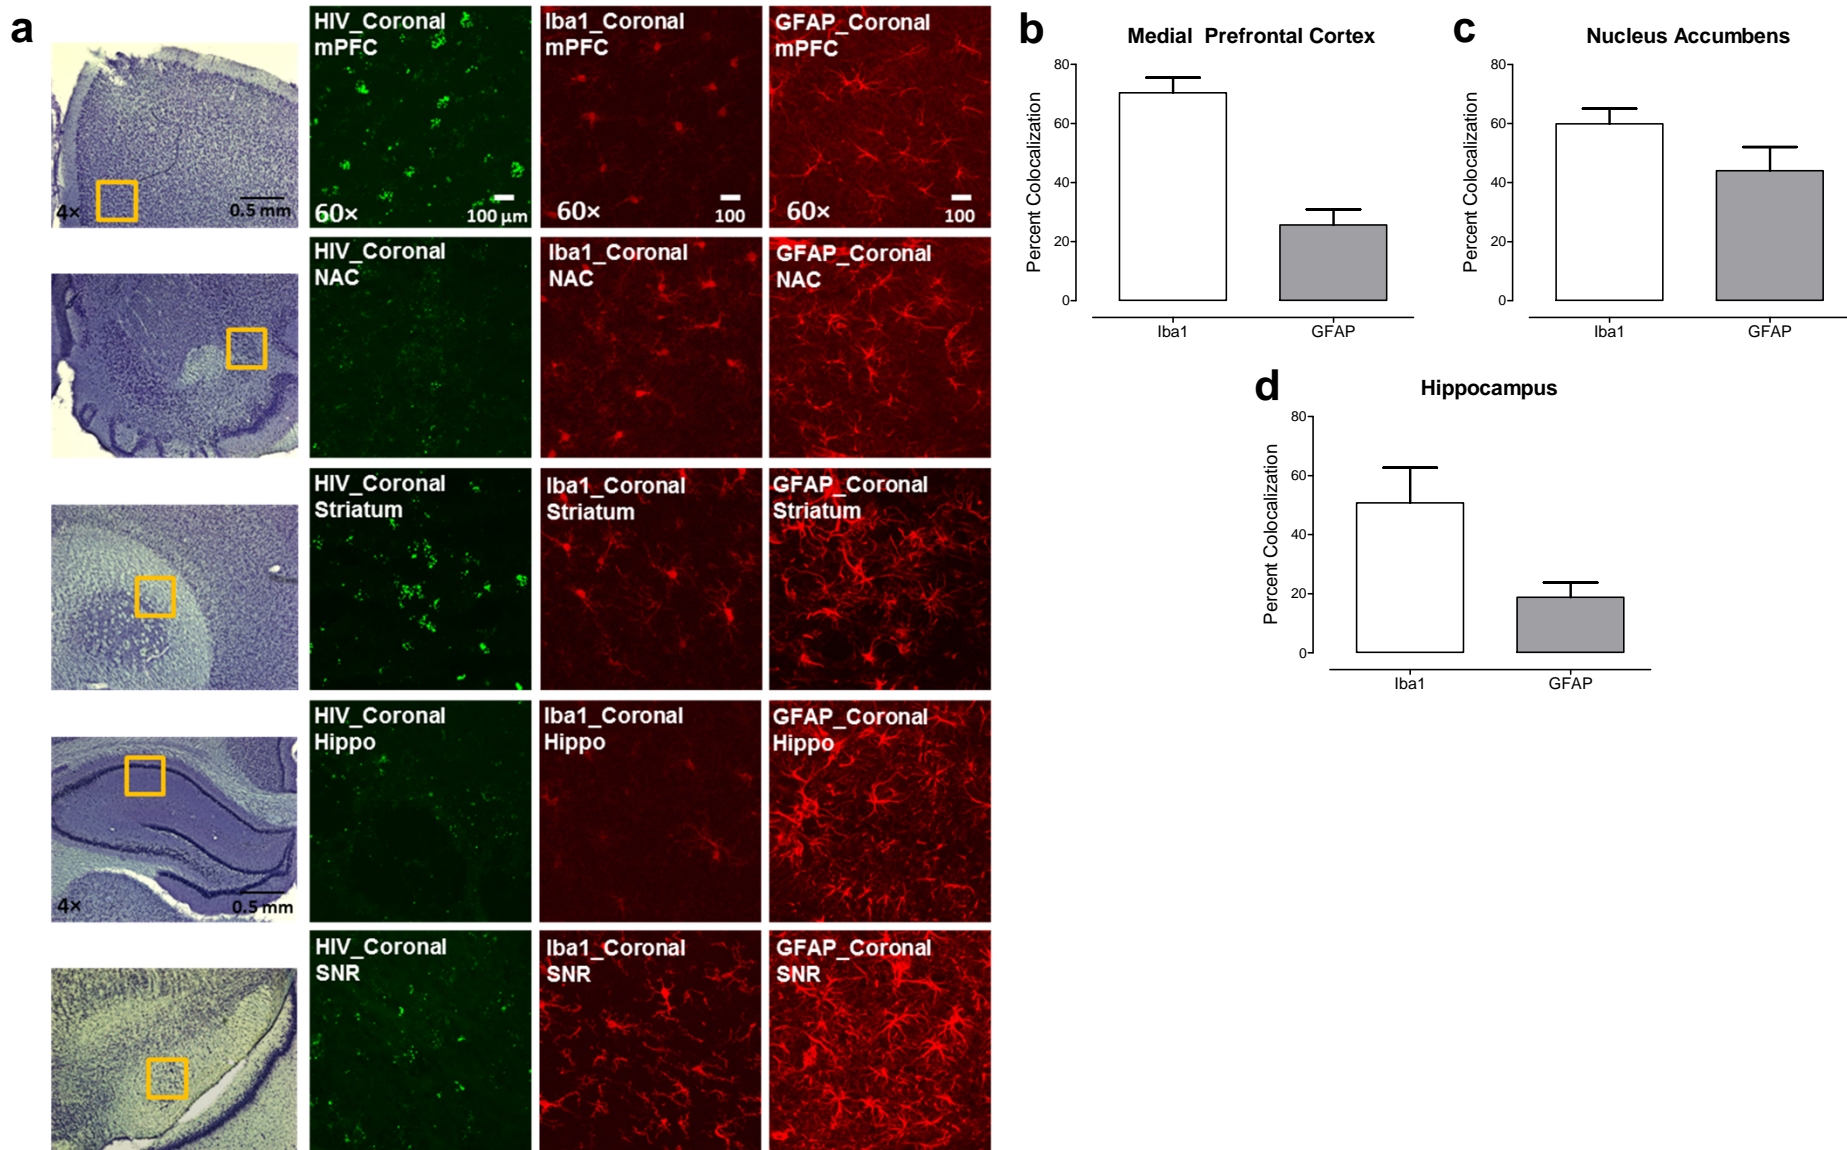 a
4×
0.5 mm
HIV_Coronal
mPFC
60×
100 µm
Iba1_Coronal
mPFC
60×
100
GFAP_Coronal
mPFC
60×
100
HIV_Coronal
NAC
Iba1_Coronal
NAC
GFAP_Coronal
NAC
HIV_Coronal
Striatum
Iba1_Coronal
Striatum
GFAP_Coronal
Striatum
4×
0.5 mm
HIV_Coronal
Hippo
Iba1_Coronal
Hippo
GFAP_Coronal
Hippo
HIV_Coronal
SNR
Iba1_Coronal
SNR
GFAP_Coronal
SNR
b
Medial Prefrontal Cortex
Percent Colocalization
80
60
40
20
0
Iba1
GFAP
c
Nucleus Accumbens
Percent Colocalization
80
60
40
20
0
Iba1
GFAP
d
Hippocampus
Percent Colocalization
80
60
40
20
0
Iba1
GFAP